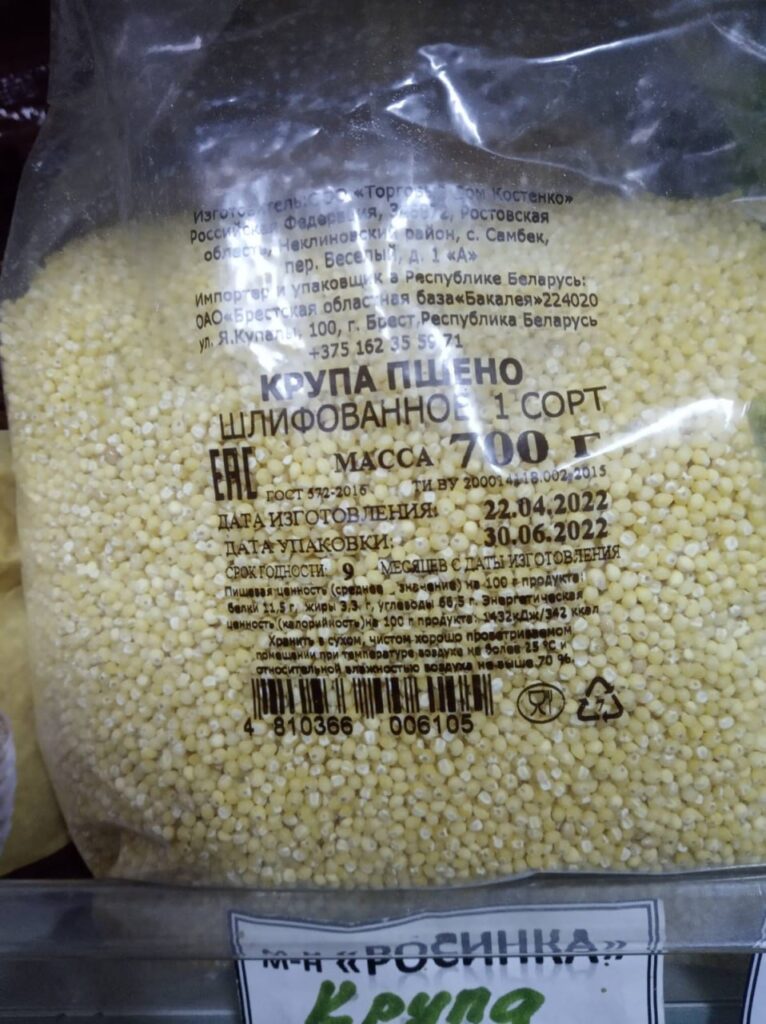 Изготовитель: ООО «Торговый Дом Костенко»
Российская Федерация, Ростовская
область, Неклиновский район, с. Самбек,
пер. Веселый, д. 1 «А»
Импортер и упаковщик в Республике Беларусь:
ОАО«Брестская областная база«Бакалея»224020
ул. Я.Купалы, 100, г. Брест,Республика Беларусь
+375 162 35 59 71
КРУПА ПШЕНО
ШЛИФОВАННОЕ 1 СОРТ
МАССА 700 г
EAC ГОСТ 572-2016 ТИ BY 200014118.002-2015
ДАТА ИЗГОТОВЛЕНИЯ: 22.04.2022
ДАТА УПАКОВКИ: 30.06.2022
СРОК ГОДНОСТИ: 9 МЕСЯЦЕВ С ДАТЫ ИЗГОТОВЛЕНИЯ
Пищевая ценность (среднее значение) на 100 г продукта:
белки 11,5 г, жиры 3,3 г, углеводы 66,5 г. Энергетическая
ценность (калорийность)на 100 г продукта: 1432кДж/342 ккал
Хранить в сухом, чистом хорошо проветриваемом
помещении при температуре воздуха не более 25 °C и
относительной влажностью воздуха не выше 70 %.
4 810366 006105
7
м-н «РОСИНКА»
Крупа